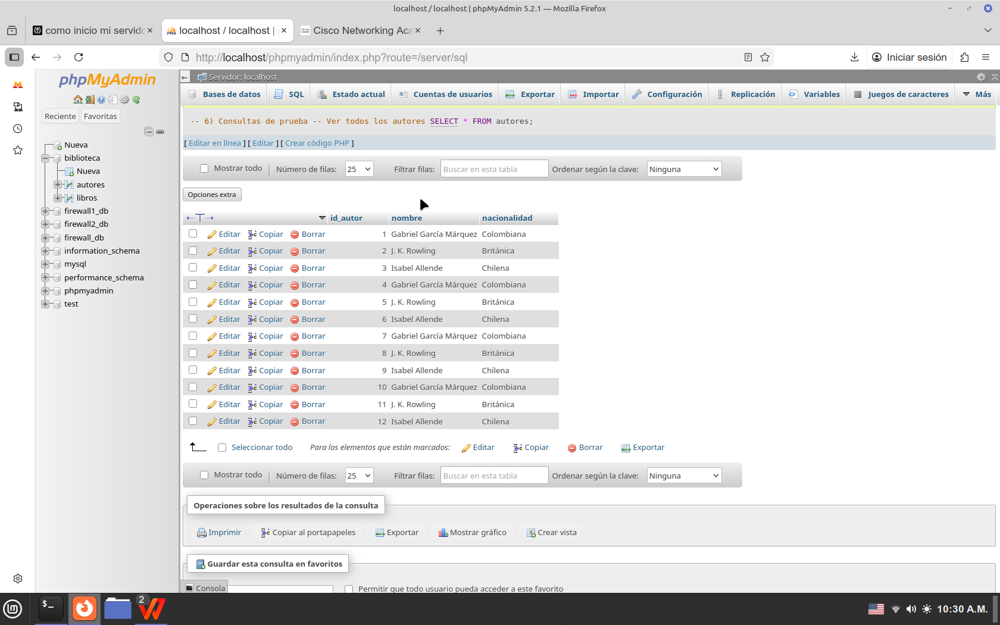 localhost / localhost | phpMyAdmin 5.2.1 — Mozilla Firefox
como inicio mi servido
localhost / localhost |
Cisco Networking Aca
http://localhost/phpmyadmin/index.php?route=/server/sql
Iniciar sesión
phpMyAdmin
Reciente
Favoritas
Nueva
biblioteca
Nueva
autores
libros
firewall1_db
firewall2_db
firewall_db
information_schema
mysql
performance_schema
phpmyadmin
test
Servidor: localhost
Bases de datos SQL Estado actual Cuentas de usuarios Exportar Importar Configuración Replicación Variables Juegos de caracteres Más
-- 6) Consultas de prueba -- Ver todos los autores SELECT * FROM autores;
[ Editar en línea ] [ Editar ] [ Crear código PHP ]
Mostrar todo Número de filas: 25 Filtrar filas: Buscar en esta tabla Ordenar según la clave: Ninguna
Opciones extra
id_autor nombre nacionalidad
Editar Copiar Borrar 1 Gabriel García Márquez Colombiana
Editar Copiar Borrar 2 J. K. Rowling Británica
Editar Copiar Borrar 3 Isabel Allende Chilena
Editar Copiar Borrar 4 Gabriel García Márquez Colombiana
Editar Copiar Borrar 5 J. K. Rowling Británica
Editar Copiar Borrar 6 Isabel Allende Chilena
Editar Copiar Borrar 7 Gabriel García Márquez Colombiana
Editar Copiar Borrar 8 J. K. Rowling Británica
Editar Copiar Borrar 9 Isabel Allende Chilena
Editar Copiar Borrar 10 Gabriel García Márquez Colombiana
Editar Copiar Borrar 11 J. K. Rowling Británica
Editar Copiar Borrar 12 Isabel Allende Chilena
Seleccionar todo Para los elementos que están marcados: Editar Copiar Borrar Exportar
Mostrar todo Número de filas: 25 Filtrar filas: Buscar en esta tabla Ordenar según la clave: Ninguna
Operaciones sobre los resultados de la consulta
Imprimir Copiar al portapapeles Exportar Mostrar gráfico Crear vista
Guardar esta consulta en favoritos
Consola
Permitir que todo usuario pueda acceder a este favorito
$_
2
10:30 A.M.